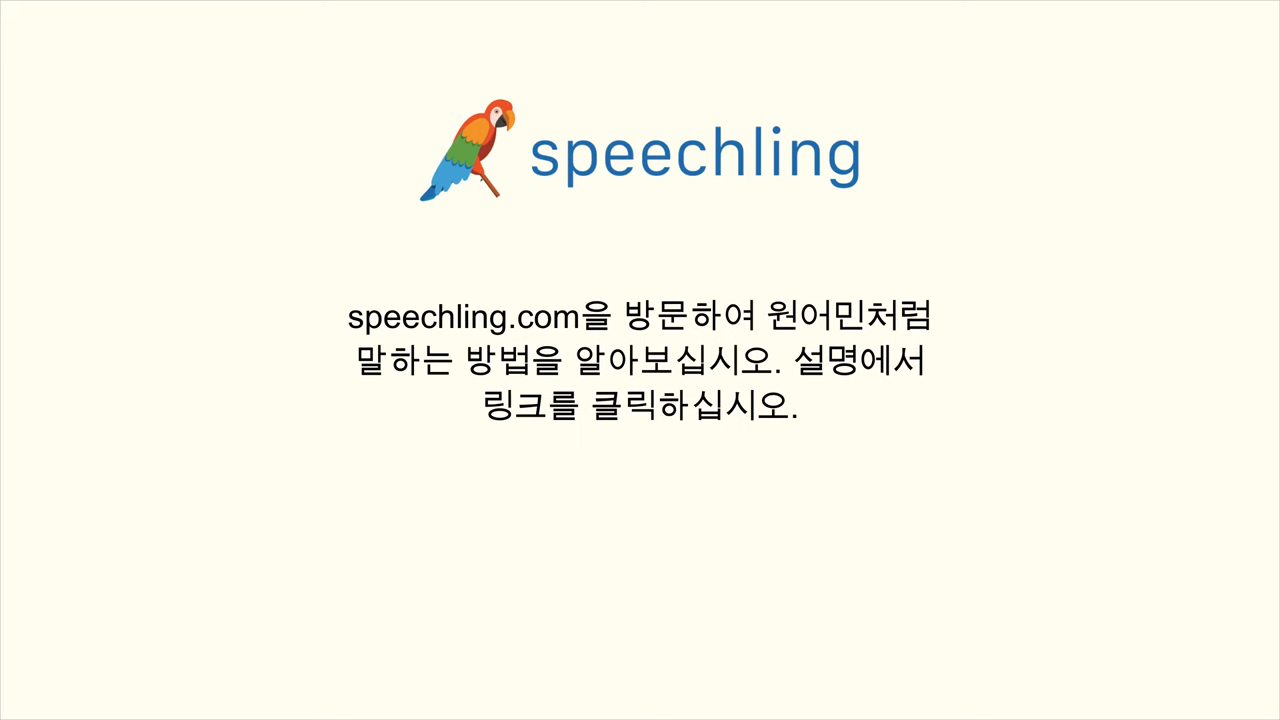 speechling
speechling.com을 방문하여 원어민처럼
말하는 방법을 알아보십시오. 설명에서
링크를 클릭하십시오.